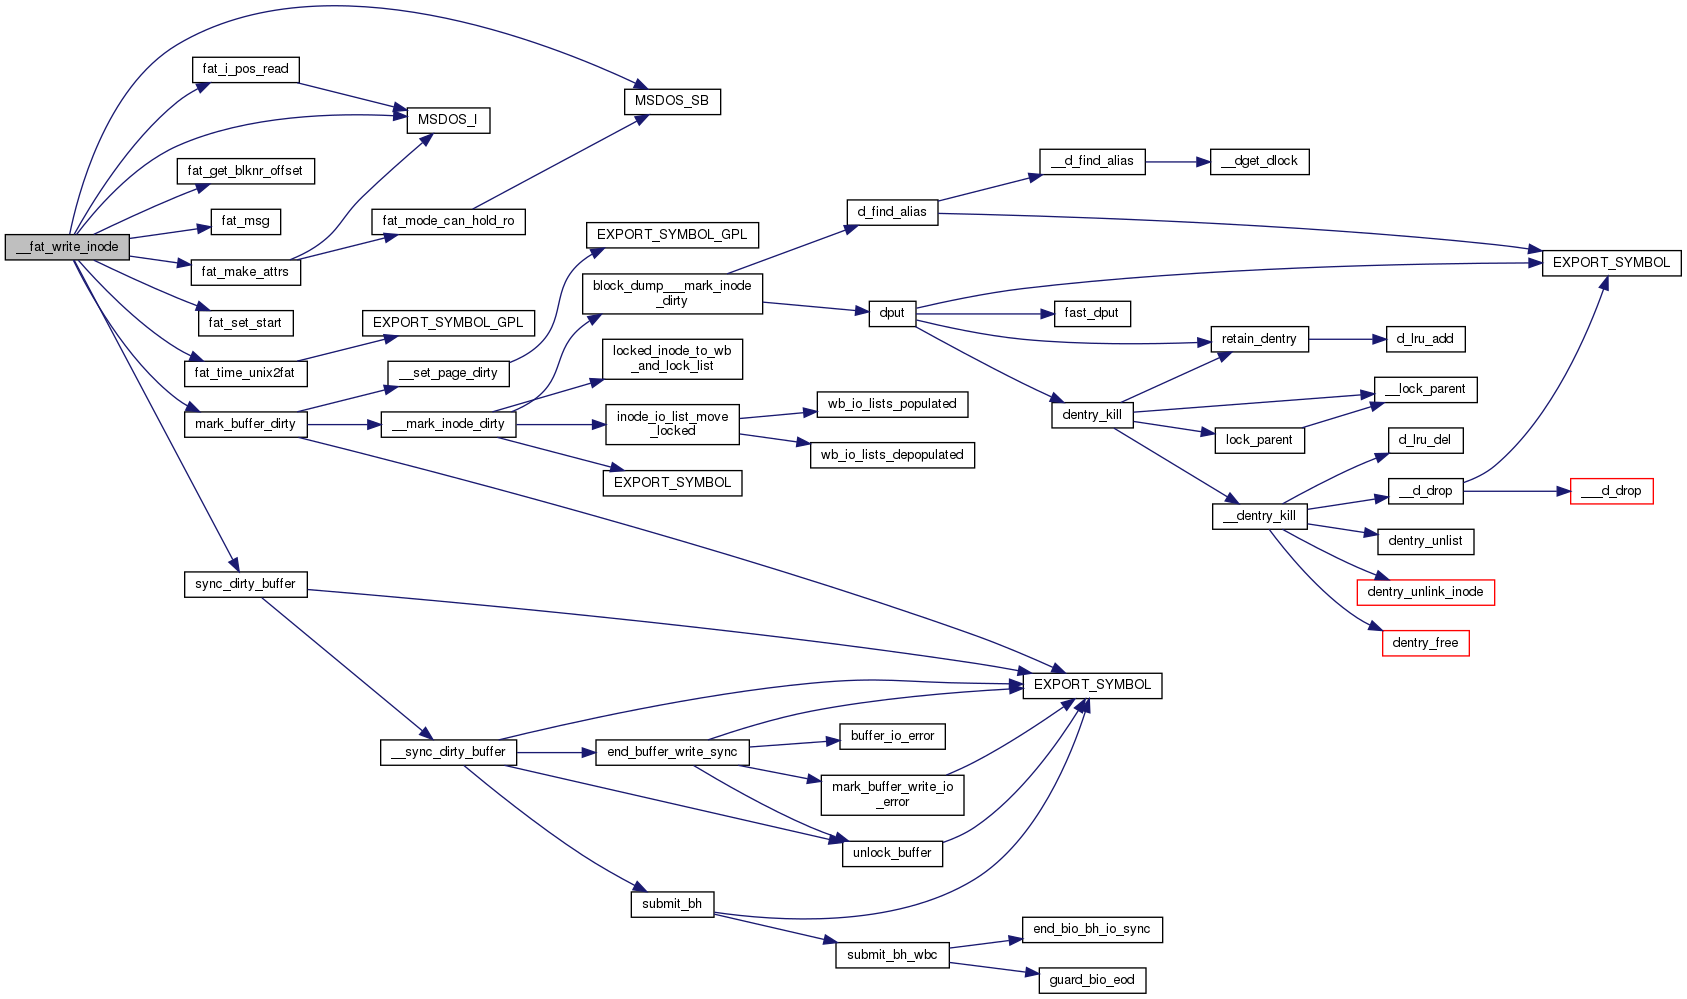 __fat_write_inode
fat_i_pos_read
fat_get_blknr_offset
fat_msg
fat_make_attrs
fat_set_start
fat_time_unix2fat
mark_buffer_dirty
sync_dirty_buffer
MSDOS_I
fat_mode_can_hold_ro
EXPORT_SYMBOL_GPL
__set_page_dirty
__mark_inode_dirty
__sync_dirty_buffer
MSDOS_SB
EXPORT_SYMBOL_GPL
block_dump___mark_inode
_dirty
locked_inode_to_wb
_and_lock_list
inode_io_list_move
_locked
EXPORT_SYMBOL
end_buffer_write_sync
submit_bh
d_find_alias
dput
wb_io_lists_populated
wb_io_lists_depopulated
buffer_io_error
mark_buffer_write_io
_error
unlock_buffer
submit_bh_wbc
__d_find_alias
fast_dput
dentry_kill
EXPORT_SYMBOL
end_bio_bh_io_sync
guard_bio_eod
__dget_dlock
retain_dentry
lock_parent
__dentry_kill
d_lru_add
__lock_parent
d_lru_del
__d_drop
dentry_unlist
dentry_unlink_inode
dentry_free
EXPORT_SYMBOL
___d_drop